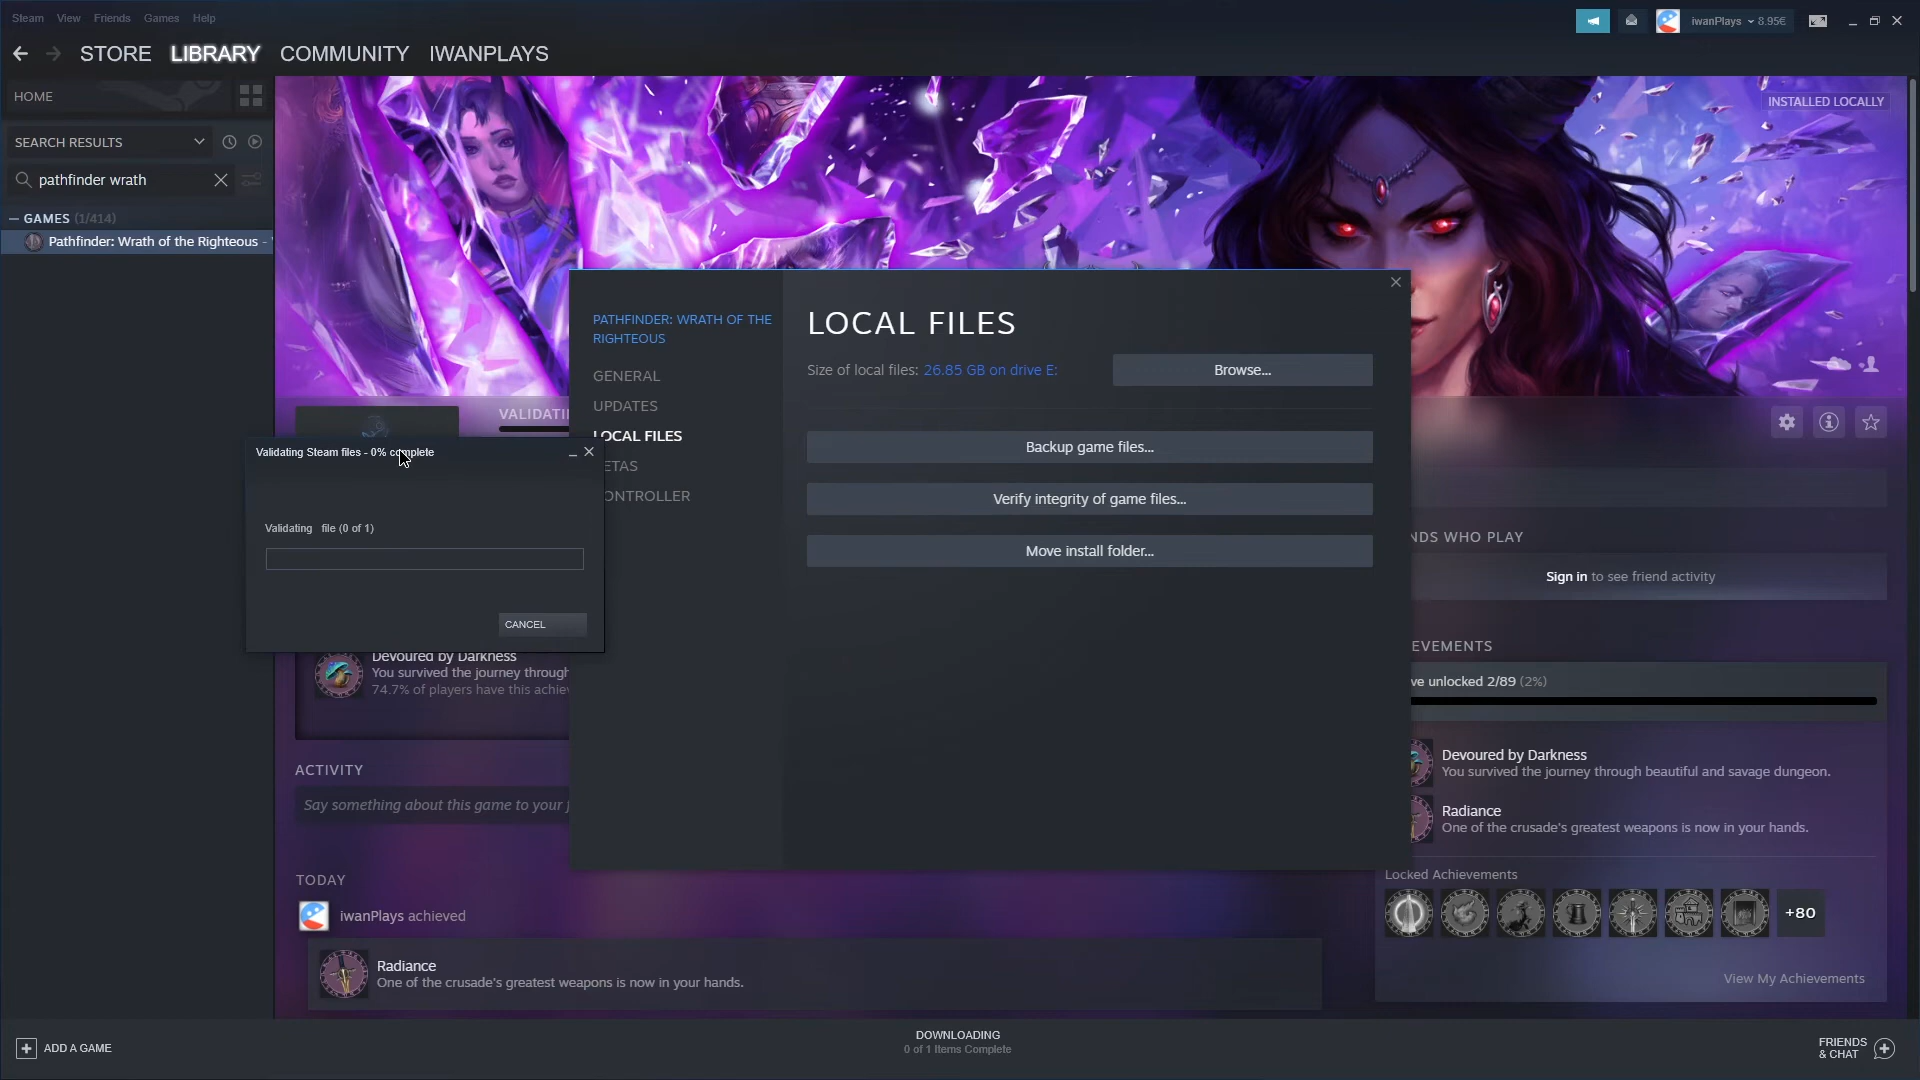 Steam View Friends Games Help
iwanPlays 8.95€
STORE LIBRARY COMMUNITY IWANPLAYS
HOME
INSTALLED LOCALLY
SEARCH RESULTS
pathfinder wrath
GAMES (1/414)
Pathfinder: Wrath of the Righteous -
PATHFINDER: WRATH OF THE
RIGHTEOUS
GENERAL
UPDATES
LOCAL FILES
ETAS
ONTROLLER
LOCAL FILES
Size of local files: 26.85 GB on drive E:
Browse...
Backup game files...
Verify integrity of game files...
Move install folder...
VALIDATI
Validating Steam files - 0% complete
Validating file (0 of 1)
CANCEL
Devoured by Darkness
You survived the journey through
74.7% of players have this achiev
ACTIVITY
Say something about this game to your f
TODAY
iwanPlays achieved
Radiance
One of the crusade's greatest weapons is now in your hands.
NDS WHO PLAY
Sign in to see friend activity
EVEMENTS
ve unlocked 2/89 (2%)
Devoured by Darkness
You survived the journey through beautiful and savage dungeon.
Radiance
One of the crusade's greatest weapons is now in your hands.
Locked Achievements
+80
View My Achievements
ADD A GAME
DOWNLOADING
0 of 1 Items Complete
FRIENDS
& CHAT